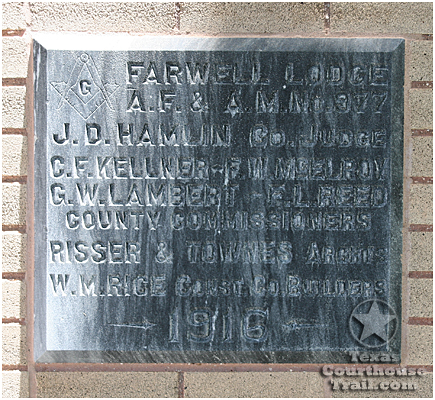 G
FARWELL LODGE
A.F. & A.M. NO. 977
J.D. HAMLIN CO. JUDGE
C.F. KELLNER - F.W. MCELROY
G.W. LAMBERT - F.L. REED
COUNTY COMMISSIONERS
RISSER & TOWNES ARCHTS
W.M. RICE CONST. CO. BUILDERS
1916
Texas
Courthouse
Trail.com